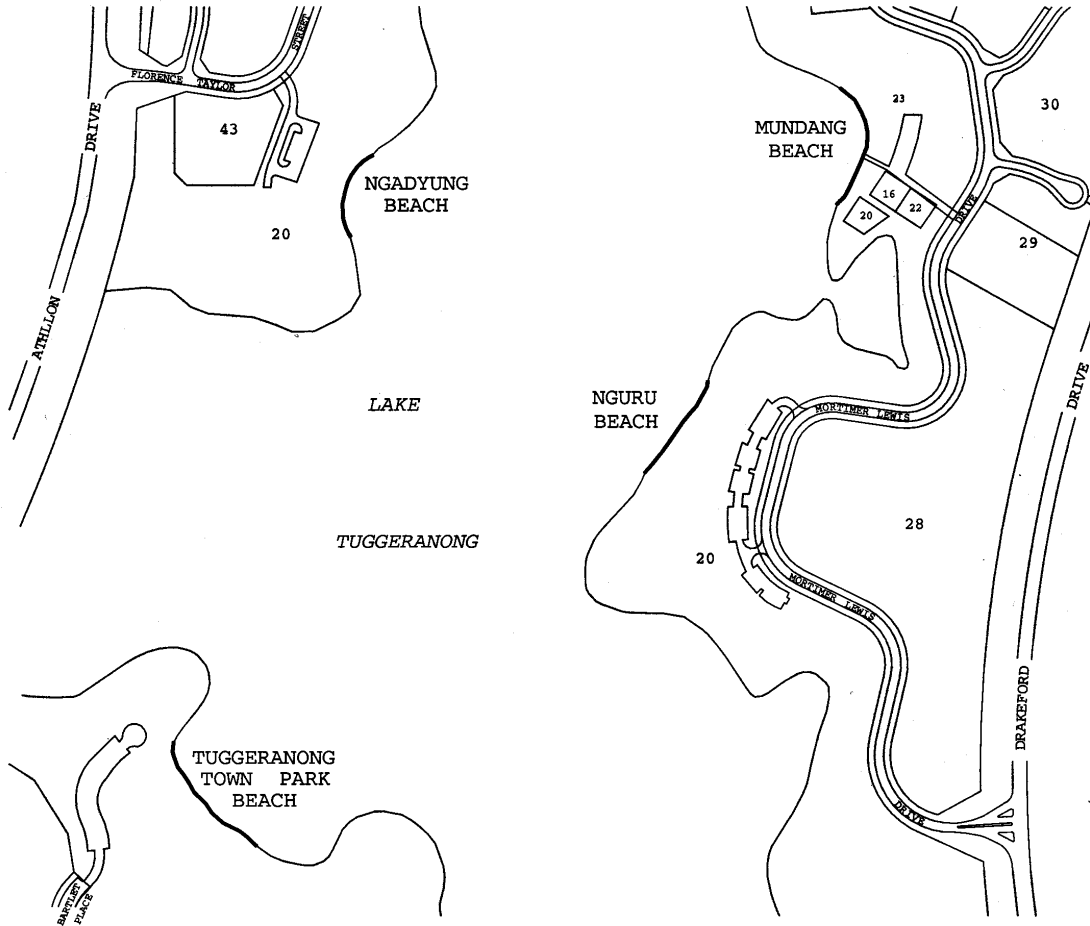 STREET
FLORENCE TAYLOR
DRIVE
43
NGADYUNG
BEACH
20
ATHLLON
23
30
MUNDANG
BEACH
16
22
20
DRIVE
29
LAKE
NGURU
BEACH
MORTIMER LEWIS
DRIVE
TUGGERANONG
28
20
MORTIMER LEWIS
DRAKEFORD
TUGGERANONG
TOWN PARK
BEACH
DRIVE
BARTLET
PLACE